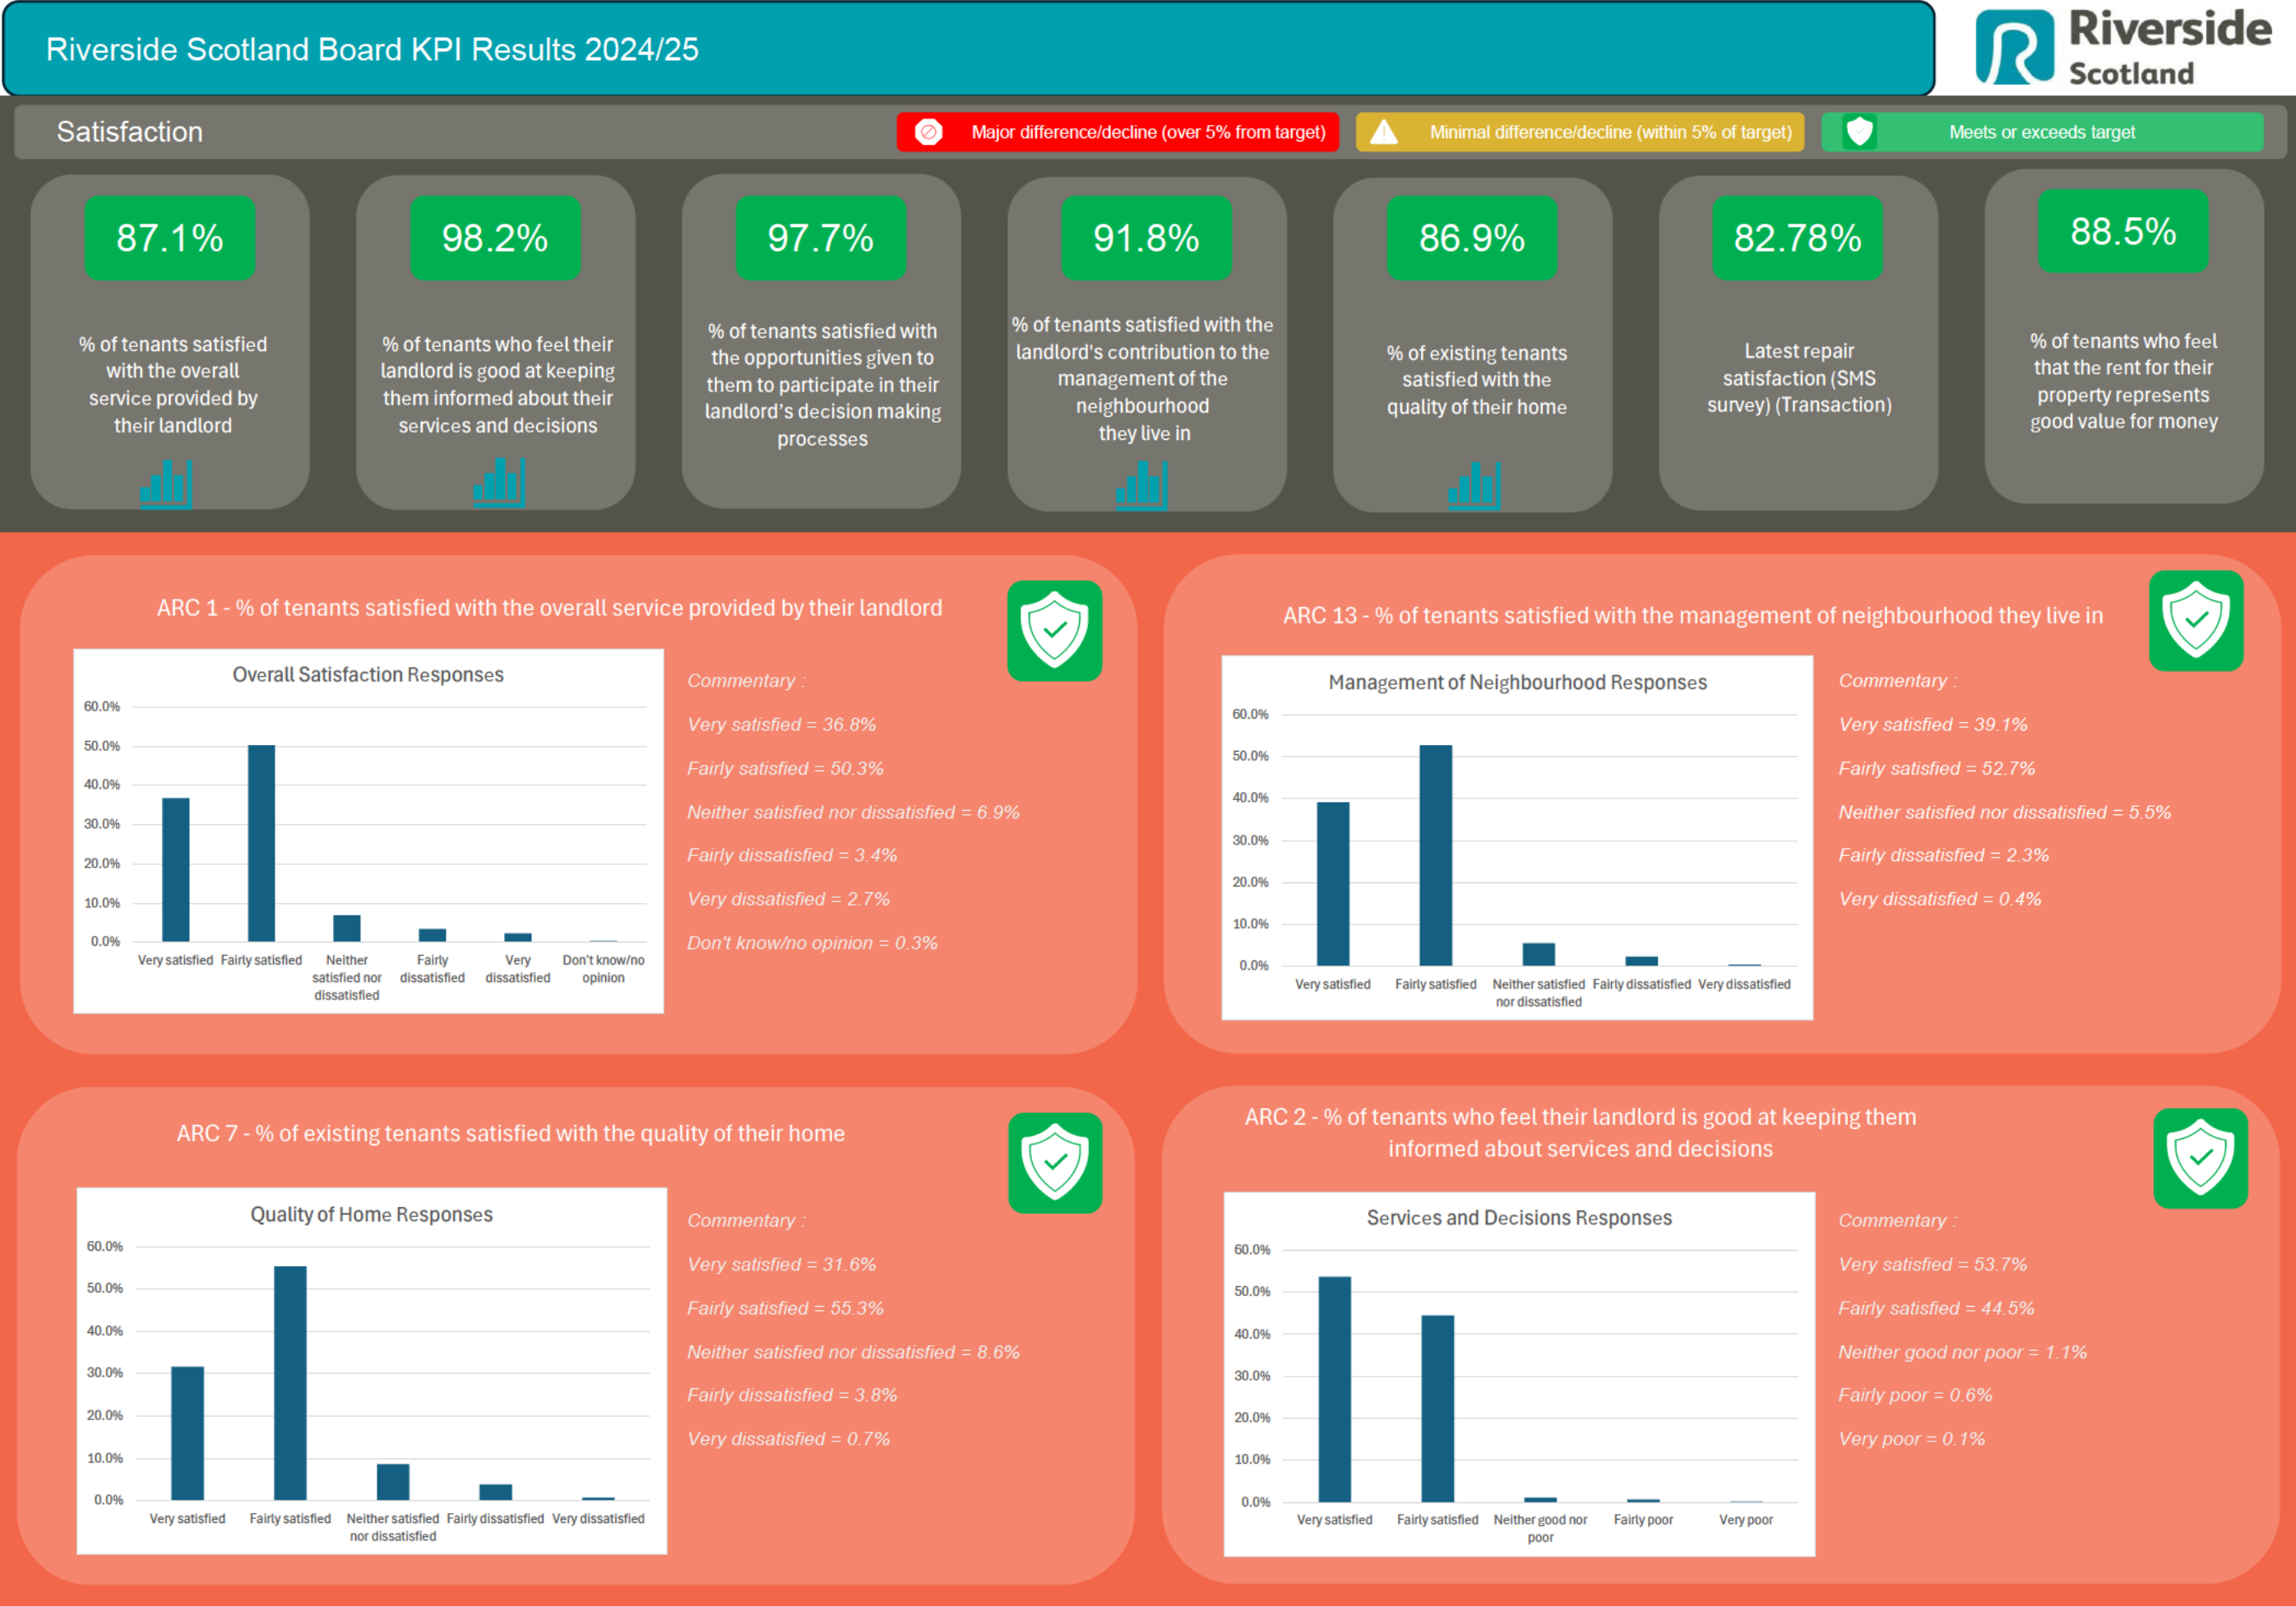 Riverside Scotland Board KPI Results 2024/25
Riverside
Scotland
Satisfaction
Major difference/decline (over 5% from target)
Minimal difference/decline (within 5% of target)
Meets or exceeds target
87.1%
% of tenants satisfied
with the overall
service provided by
their landlord
98.2%
% of tenants who feel their
landlord is good at keeping
them informed about their
services and decisions
97.7%
% of tenants satisfied with
the opportunities given to
them to participate in their
landlord's decision making
processes
91.8%
% of tenants satisfied with the
landlord's contribution to the
management of the
neighbourhood
they live in
86.9%
% of existing tenants
satisfied with the
quality of their home
82.78%
Latest repair
satisfaction (SMS
survey) (Transaction)
88.5%
% of tenants who feel
that the rent for their
property represents
good value for money
ARC 1 - % of tenants satisfied with the overall service provided by their landlord
Overall Satisfaction Responses
60.0%
50.0%
40.0%
30.0%
20.0%
10.0%
0.0%
Very satisfied
Fairly satisfied
Neither
satisfied nor
dissatisfied
Fairly
dissatisfied
Very
dissatisfied
Don't know/no
opinion
Commentary :
Very satisfied = 36.8%
Fairly satisfied = 50.3%
Neither satisfied nor dissatisfied = 6.9%
Fairly dissatisfied = 3.4%
Very dissatisfied = 2.7%
Don't know/no opinion = 0.3%
ARC 13 - % of tenants satisfied with the management of neighbourhood they live in
Management of Neighbourhood Responses
60.0%
50.0%
40.0%
30.0%
20.0%
10.0%
0.0%
Very satisfied
Fairly satisfied
Neither satisfied
nor dissatisfied
Fairly dissatisfied
Very dissatisfied
Commentary :
Very satisfied = 39.1%
Fairly satisfied = 52.7%
Neither satisfied nor dissatisfied = 5.5%
Fairly dissatisfied = 2.3%
Very dissatisfied = 0.4%
ARC 7 - % of existing tenants satisfied with the quality of their home
Quality of Home Responses
60.0%
50.0%
40.0%
30.0%
20.0%
10.0%
0.0%
Very satisfied
Fairly satisfied
Neither satisfied
nor dissatisfied
Fairly dissatisfied
Very dissatisfied
Commentary :
Very satisfied = 31.6%
Fairly satisfied = 55.3%
Neither satisfied nor dissatisfied = 8.6%
Fairly dissatisfied = 3.8%
Very dissatisfied = 0.7%
ARC 2 - % of tenants who feel their landlord is good at keeping them
informed about services and decisions
Services and Decisions Responses
60.0%
50.0%
40.0%
30.0%
20.0%
10.0%
0.0%
Very satisfied
Fairly satisfied
Neither good nor
poor
Fairly poor
Very poor
Commentary :
Very satisfied = 53.7%
Fairly satisfied = 44.5%
Neither good nor poor = 1.1%
Fairly poor = 0.6%
Very poor = 0.1%